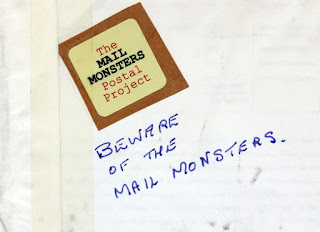 The
MAIL
MONSTERS
Postal
Project
BEWARE
OF THE
MAIL MONSTERS.